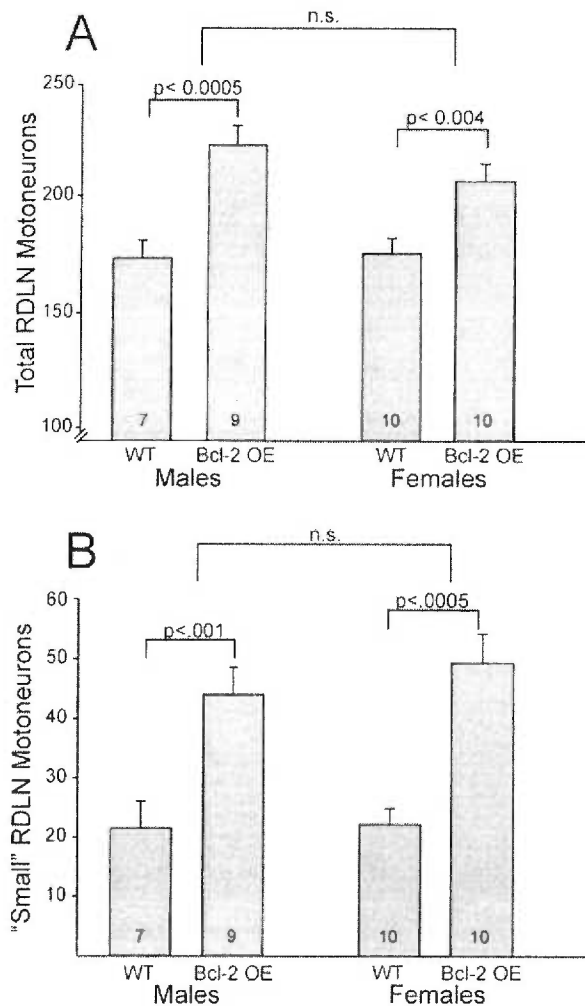 A
n.s.
p< 0.0005
p< 0.004
250
200
150
100
Total RDLN Motoneurons
7
9
10
10
WT
Bcl-2 OE
WT
Bcl-2 OE
Males
Females
B
n.s.
p<.001
p<.0005
60
50
40
30
20
10
"Small" RDLN Motoneurons
7
9
10
10
WT
Bcl-2 OE
WT
Bcl-2 OE
Males
Females